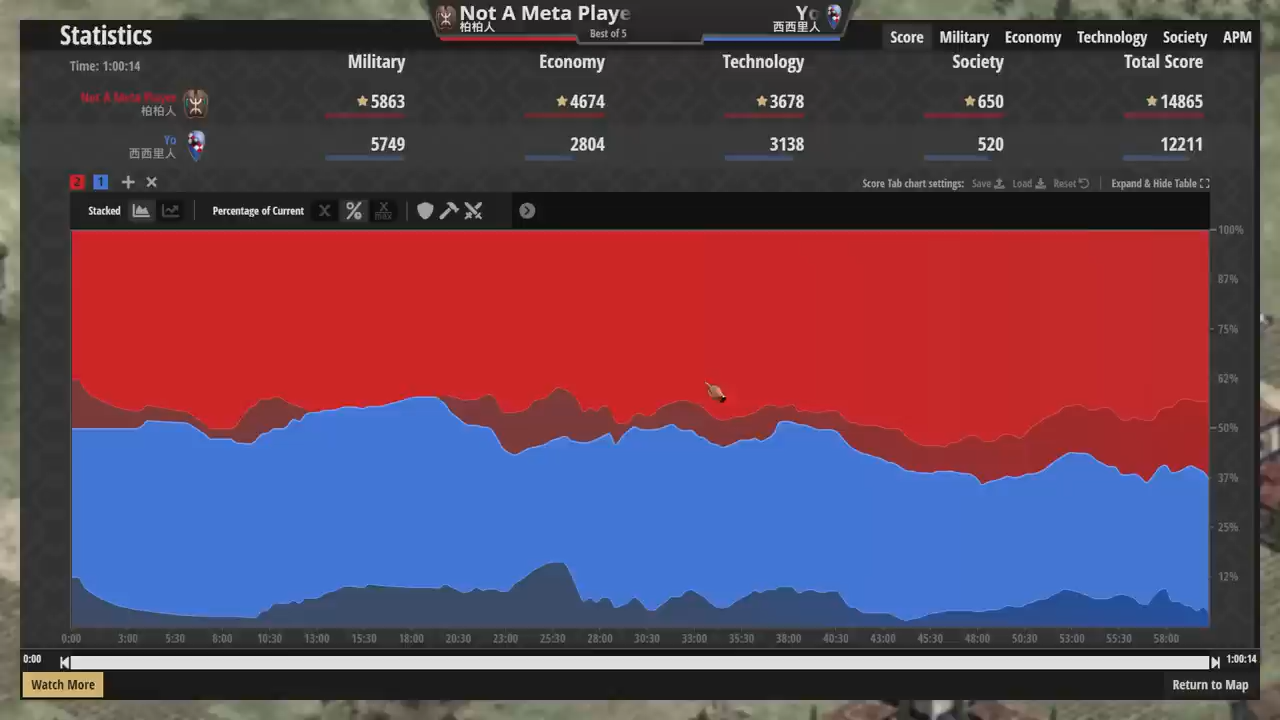 Not A Meta Playe
柏柏人
Best of 5
Yo
西西里人
Statistics
Score Military Economy Technology Society APM
Time: 1:00:14
Military Economy Technology Society Total Score
Not A Meta Player
柏柏人
5863 4674 3678 650 14865
Yo
西西里人
5749 2804 3138 520 12211
2 1
Score Tab chart settings: Save Load Reset Expand & Hide Table
Stacked Percentage of Current X % X max
100%
87%
75%
62%
50%
37%
25%
12%
0:00 3:00 5:30 8:00 10:30 13:00 15:30 18:00 20:30 23:00 25:30 28:00 30:30 33:00 35:30 38:00 40:30 43:00 45:30 48:00 50:30 53:00 55:30 58:00
0:00 1:00:14
Watch More Return to Map